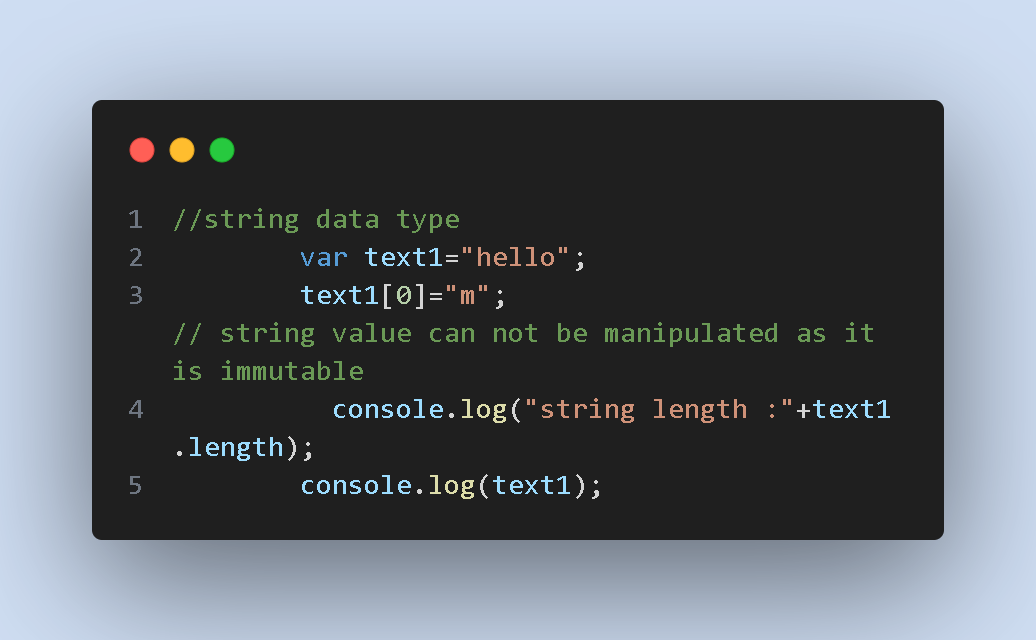 1 //string data type
2 var text1="hello";
3 text1[0]="m";
// string value can not be manipulated as it
is immutable
4 console.log("string length :"+text1
.length);
5 console.log(text1);